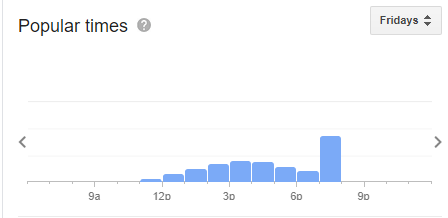 Popular times ?
Fridays
9a 12p 3p 6p 9p